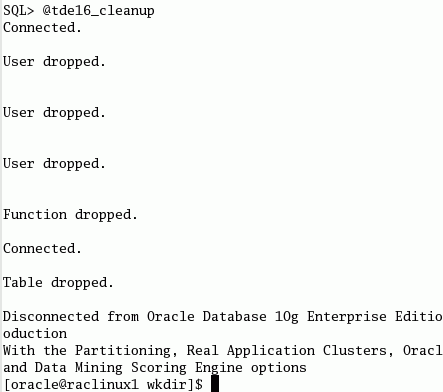 SQL> @tde16_cleanup
Connected.
User dropped.
User dropped.
User dropped.
Function dropped.
Connected.
Table dropped.
Disconnected from Oracle Database 10g Enterprise Editio
oduction
With the Partitioning, Real Application Clusters, Oracl
and Data Mining Scoring Engine options
[oracle@raclinux1 wkdir]$